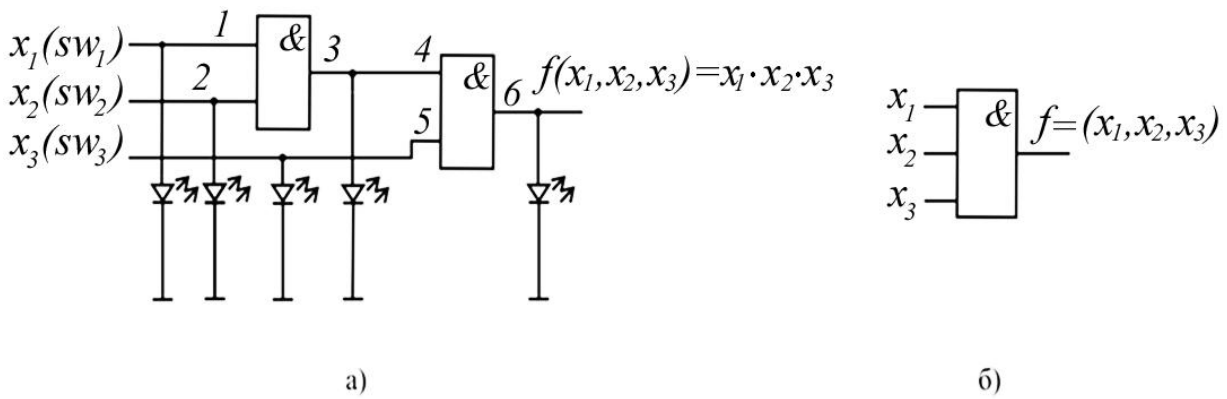 x₁(sw₁) 1 & 3 4 & 6 f(x₁,x₂,x₃)=x₁·x₂·x₃
x₂(sw₂) 2 5
x₃(sw₃)
x₁ & f=(x₁,x₂,x₃)
x₂
x₃
а) б)